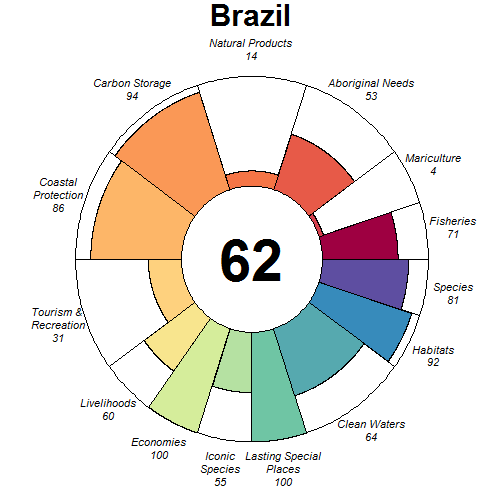 Brazil
Natural Products
14
Carbon Storage
94
Aboriginal Needs
53
Mariculture
4
Coastal
Protection
86
Fisheries
71
62
Species
81
Tourism &
Recreation
31
Habitats
92
Livelihoods
60
Clean Waters
64
Economies
100
Iconic
Species
55
Lasting Special
Places
100